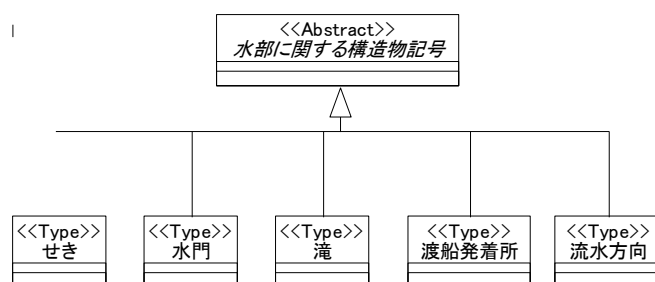 <<Abstract>>
水部に関する構造物記号
<<Type>>
せき
<<Type>>
水門
<<Type>>
滝
<<Type>>
渡船発着所
<<Type>>
流水方向